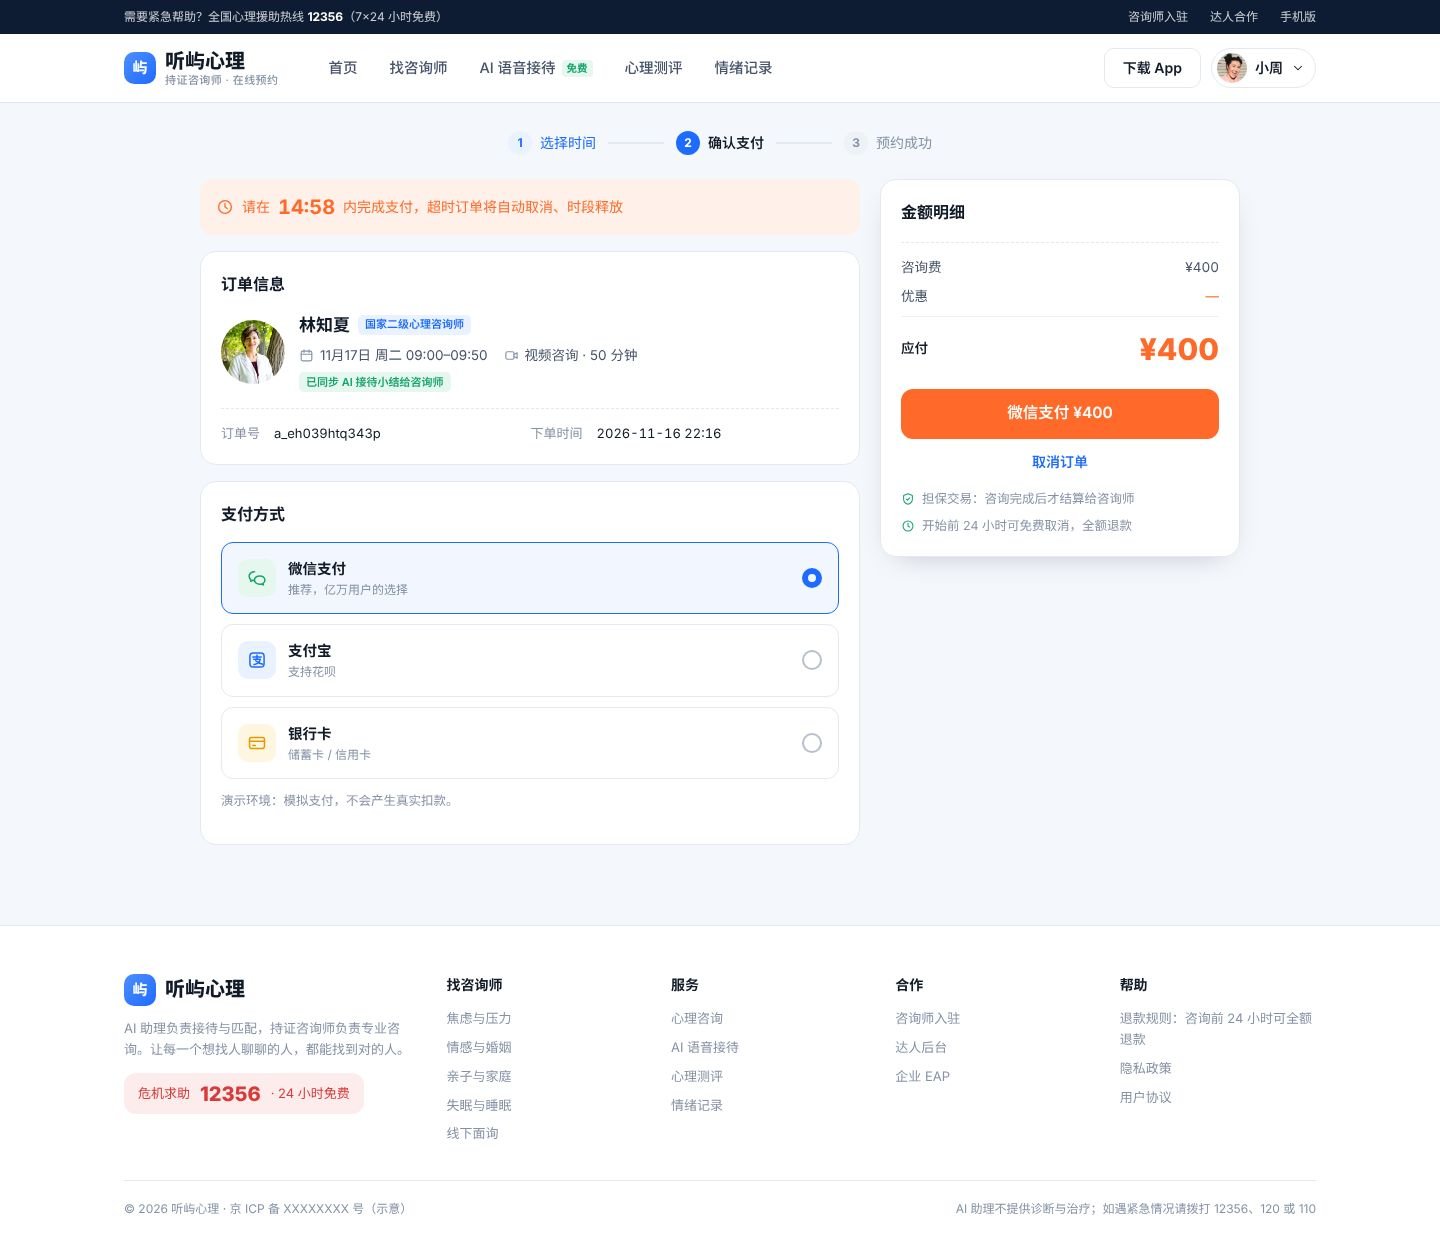 需要紧急帮助？全国心理援助热线 12356（7×24 小时免费）
咨询师入驻 达人合作 手机版
屿 听屿心理
持证咨询师 · 在线预约
首页 找咨询师 AI 语音接待 免费 心理测评 情绪记录
下载 App 小周
1 选择时间 2 确认支付 3 预约成功
请在 14:58 内完成支付，超时订单将自动取消、时段释放
订单信息
林知夏 国家二级心理咨询师
11月17日 周二 09:00–09:50 视频咨询 · 50 分钟
已同步 AI 接待小结给咨询师
订单号 a_eh039htq343p 下单时间 2026-11-16 22:16
支付方式
微信支付
推荐，亿万用户的选择
支 支付宝
支持花呗
银行卡
储蓄卡 / 信用卡
演示环境：模拟支付，不会产生真实扣款。
金额明细
咨询费 ¥400
优惠 —
应付 ¥400
微信支付 ¥400
取消订单
担保交易：咨询完成后才结算给咨询师
开始前 24 小时可免费取消，全额退款
屿 听屿心理
AI 助理负责接待与匹配，持证咨询师负责专业咨
询。让每一个想找人聊聊的人，都能找到对的人。
危机求助 12356 · 24 小时免费
找咨询师
焦虑与压力
情感与婚姻
亲子与家庭
失眠与睡眠
线下面询
服务
心理咨询
AI 语音接待
心理测评
情绪记录
合作
咨询师入驻
达人后台
企业 EAP
帮助
退款规则：咨询前 24 小时可全额
退款
隐私政策
用户协议
© 2026 听屿心理 · 京 ICP 备 XXXXXXXX 号（示意）
AI 助理不提供诊断与治疗；如遇紧急情况请拨打 12356、120 或 110